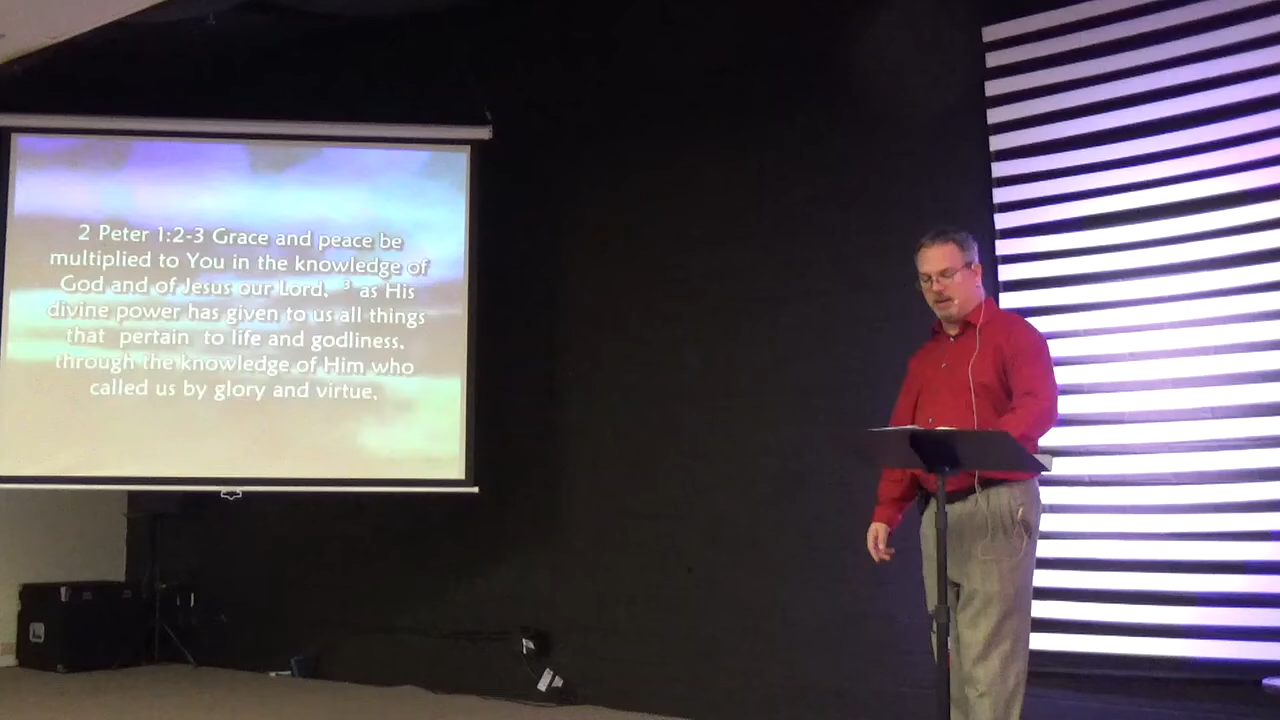 2 Peter 1:2-3 Grace and peace be
multiplied to You in the knowledge of
God and of Jesus our Lord, 3 as His
divine power has given to us all things
that pertain to life and godliness,
through the knowledge of Him who
called us by glory and virtue,